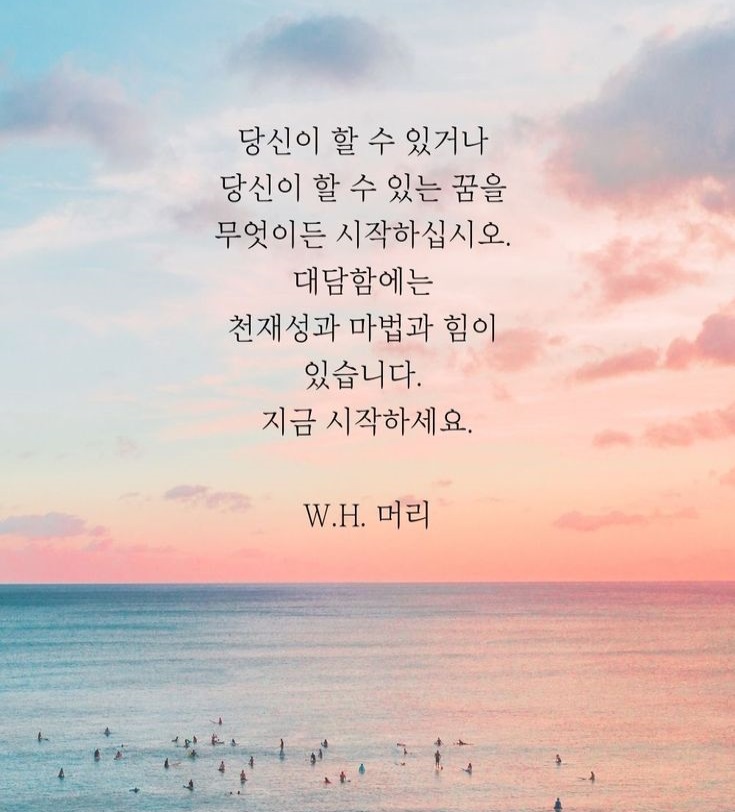 당신이 할 수 있거나
당신이 할 수 있는 꿈을
무엇이든 시작하십시오.
대담함에는
천재성과 마법과 힘이
있습니다.
지금 시작하세요.
W.H. 머리